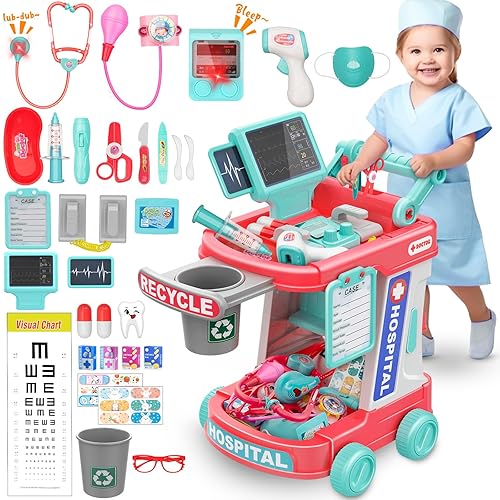 lub-dub~
Bleep~
CASE
RECYCLE
DOCTOR
CASE
HOSPITAL
Visual Chart
HOSPITAL